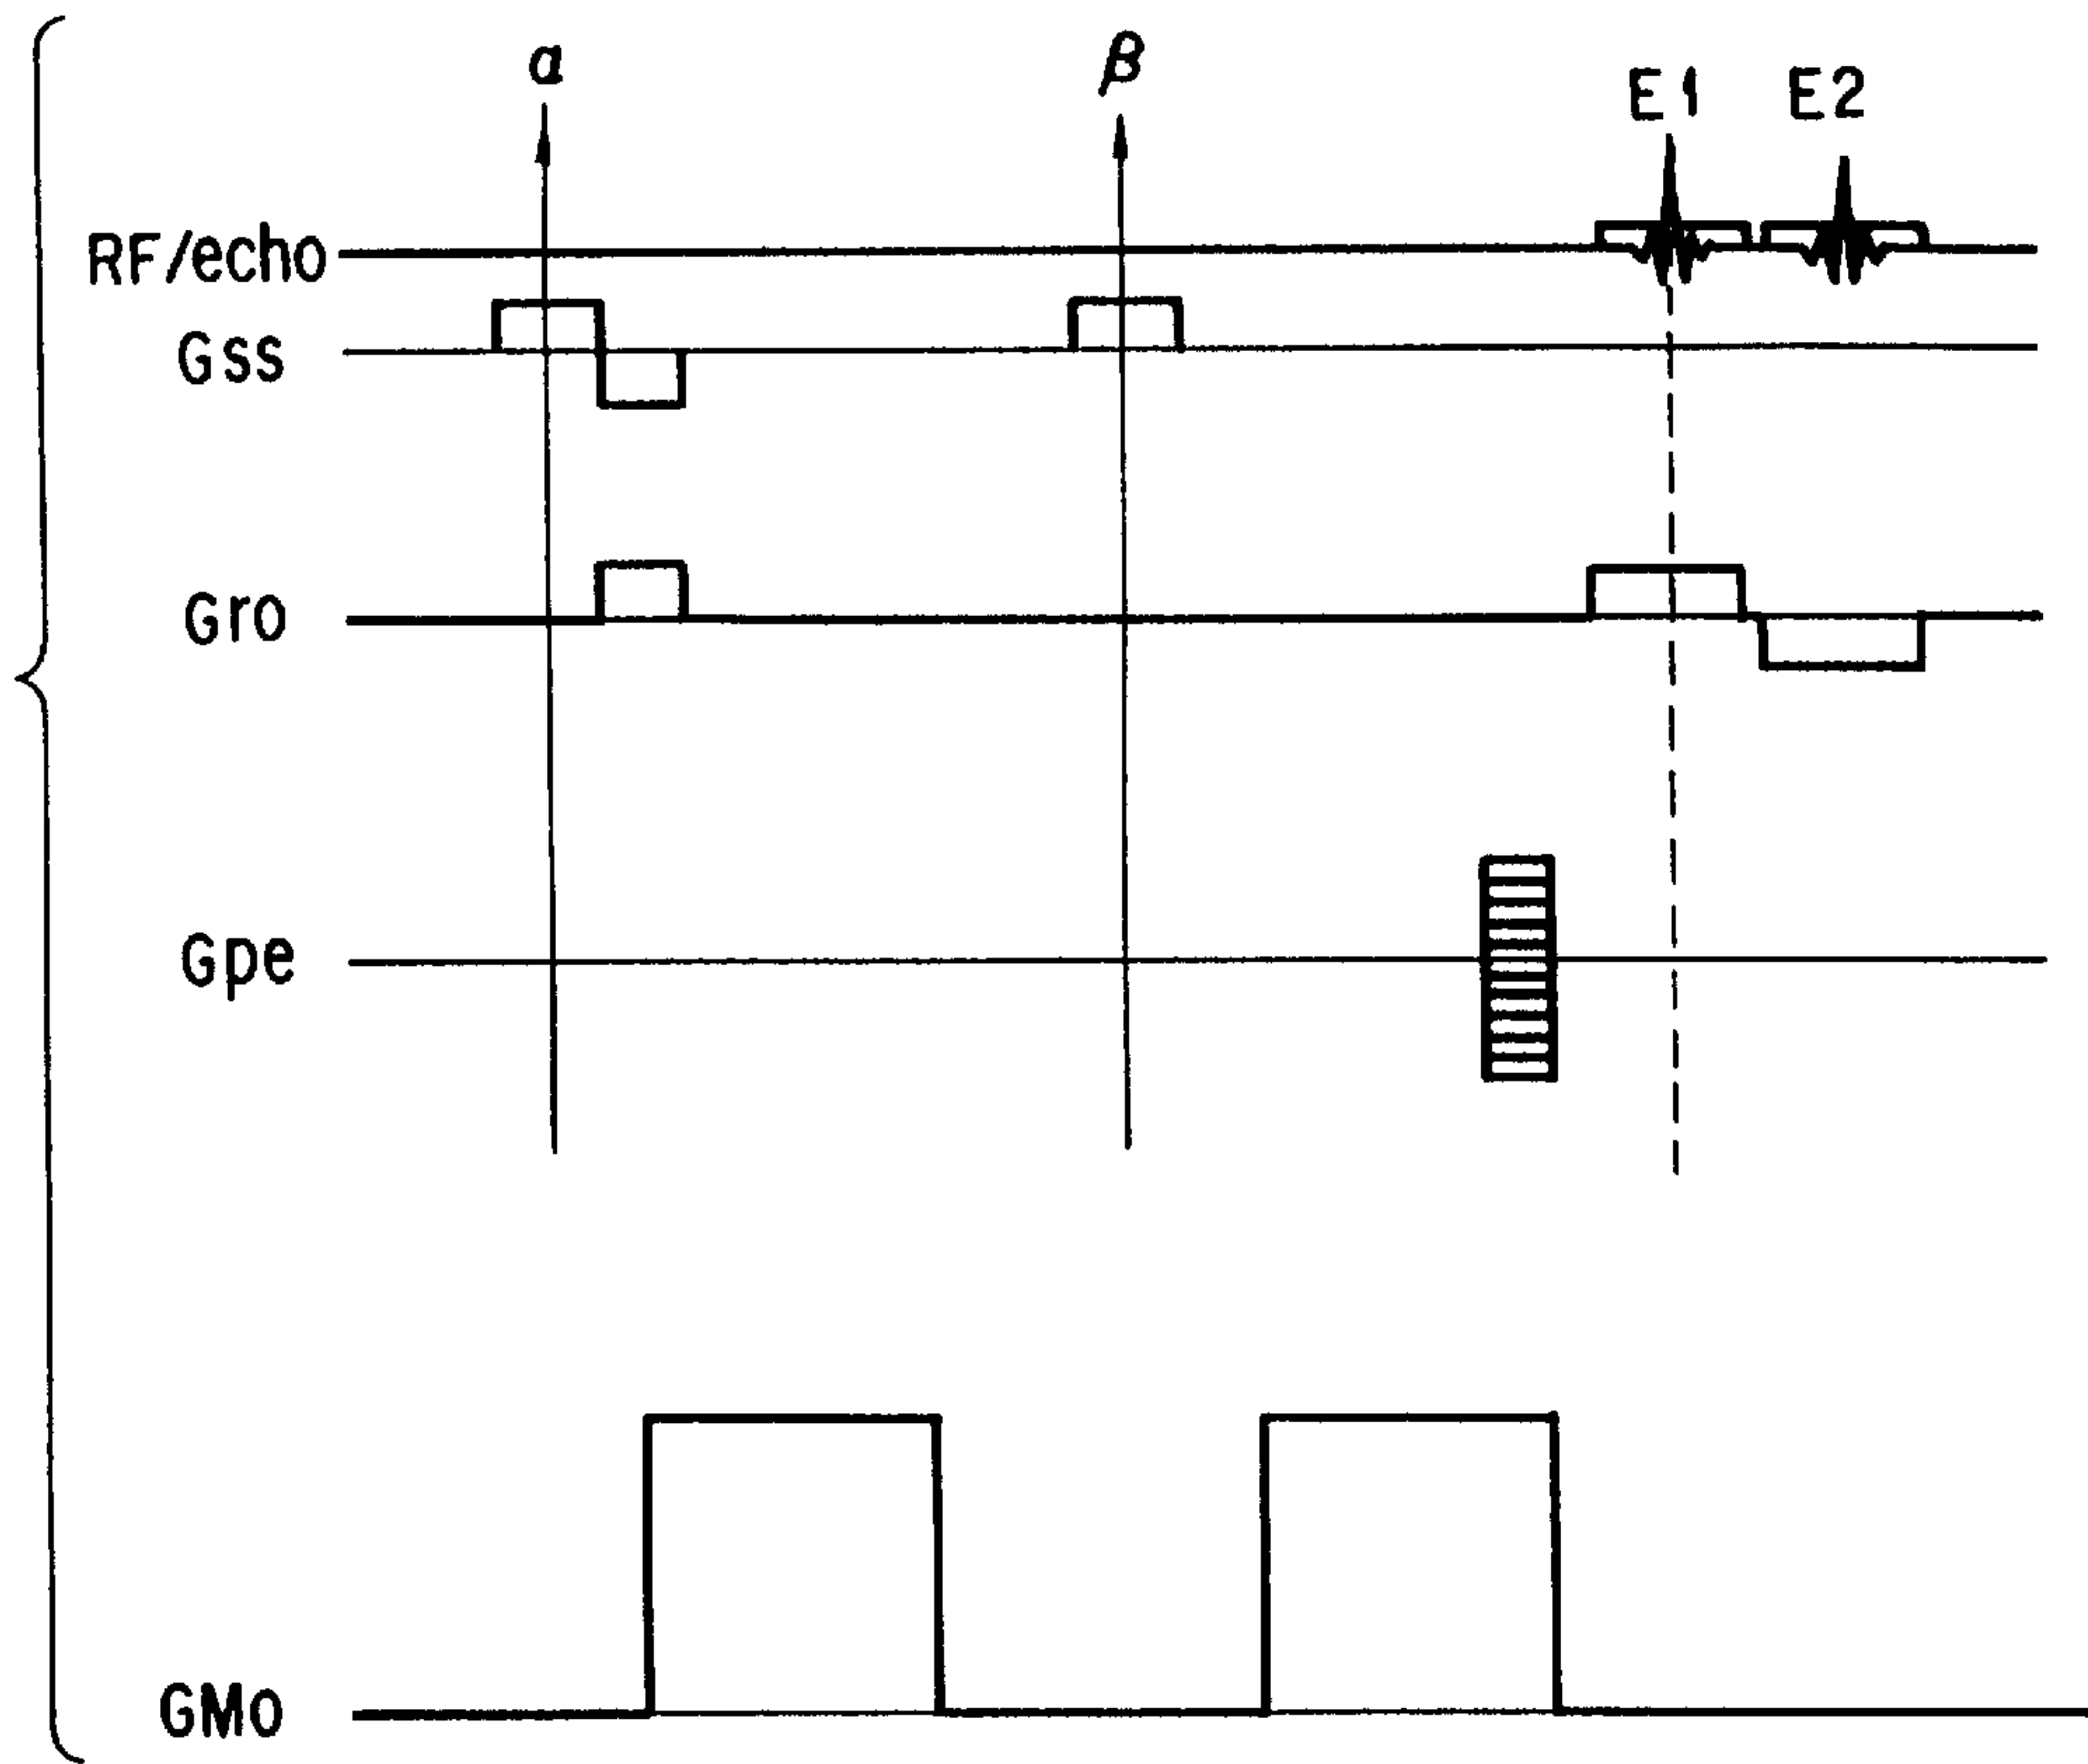 α
β
E1
E2
RF/echo
Gss
Gro
Gpe
GMo